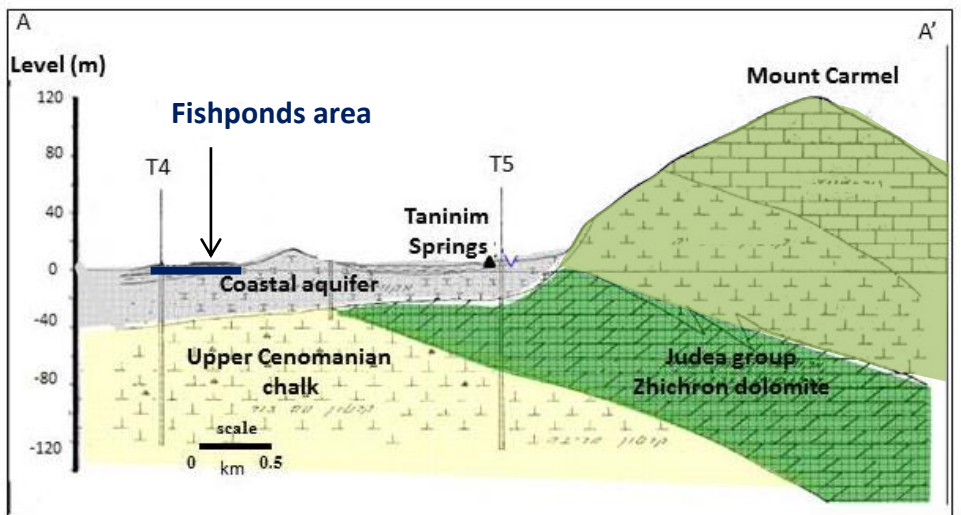 A
A'
Level (m)
Mount Carmel
120
Fishponds area
80
T4
T5
40
Taninim
Springs
0
Coastal aquifer
-40
Upper Cenomanian
chalk
Judea group
Zhichron dolomite
-80
scale
-120
0
0.5
km